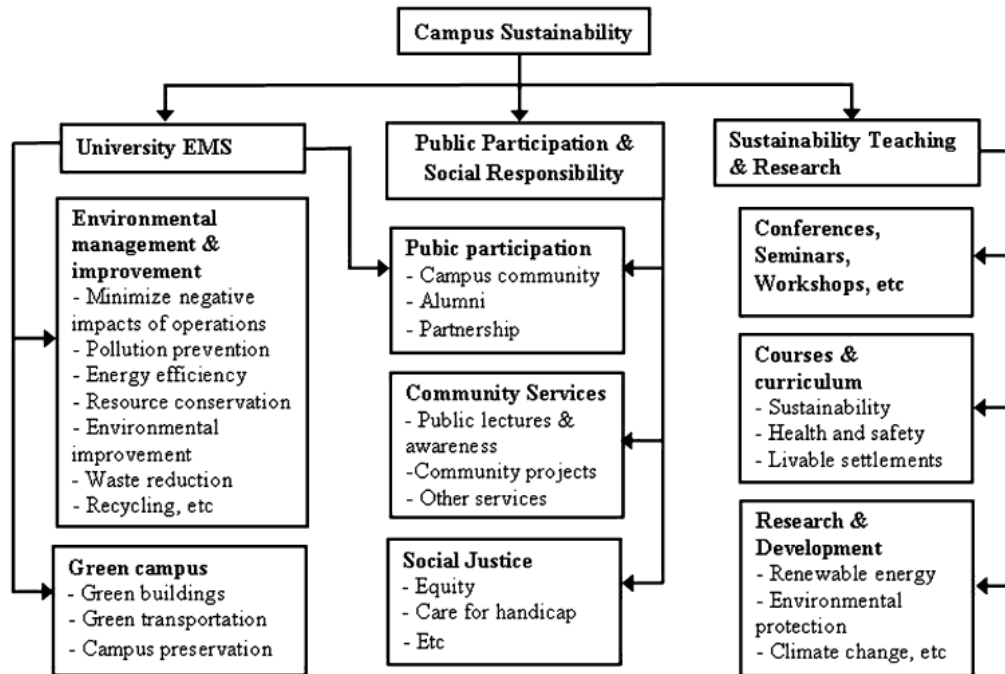 Campus Sustainability
University EMS
Environmental
management &
improvement
- Minimize negative
impacts of operations
- Pollution prevention
- Energy efficiency
- Resource conservation
- Environmental
improvement
- Waste reduction
- Recycling, etc
Green campus
- Green buildings
- Green transportation
- Campus preservation
Public Participation &
Social Responsibility
Pubic participation
- Campus community
- Alumni
- Partnership
Community Services
- Public lectures &
awareness
-Community projects
- Other services
Social Justice
- Equity
- Care for handicap
- Etc
Sustainability Teaching
& Research
Conferences,
Seminars,
Workshops, etc
Courses &
curriculum
- Sustainability
- Health and safety
- Livable settlements
Research &
Development
- Renewable energy
- Environmental
protection
- Climate change, etc